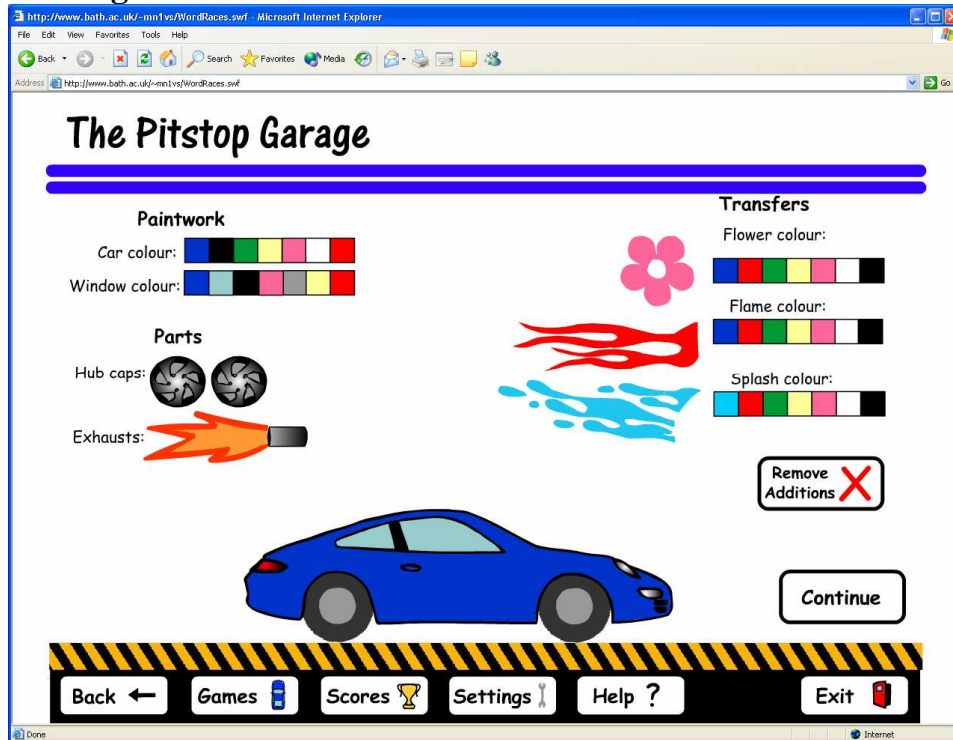 http://www.bath.ac.uk/~mn1vs/WordRaces.swf - Microsoft Internet Explorer
File Edit View Favorites Tools Help
Back Search Favorites Media
Address http://www.bath.ac.uk/~mn1vs/WordRaces.swf Go
The Pitstop Garage
Paintwork
Car colour:
Window colour:
Parts
Hub caps:
Exhausts:
Transfers
Flower colour:
Flame colour:
Splash colour:
Remove
Additions
Continue
Back Games Scores Settings Help ? Exit
Done Internet